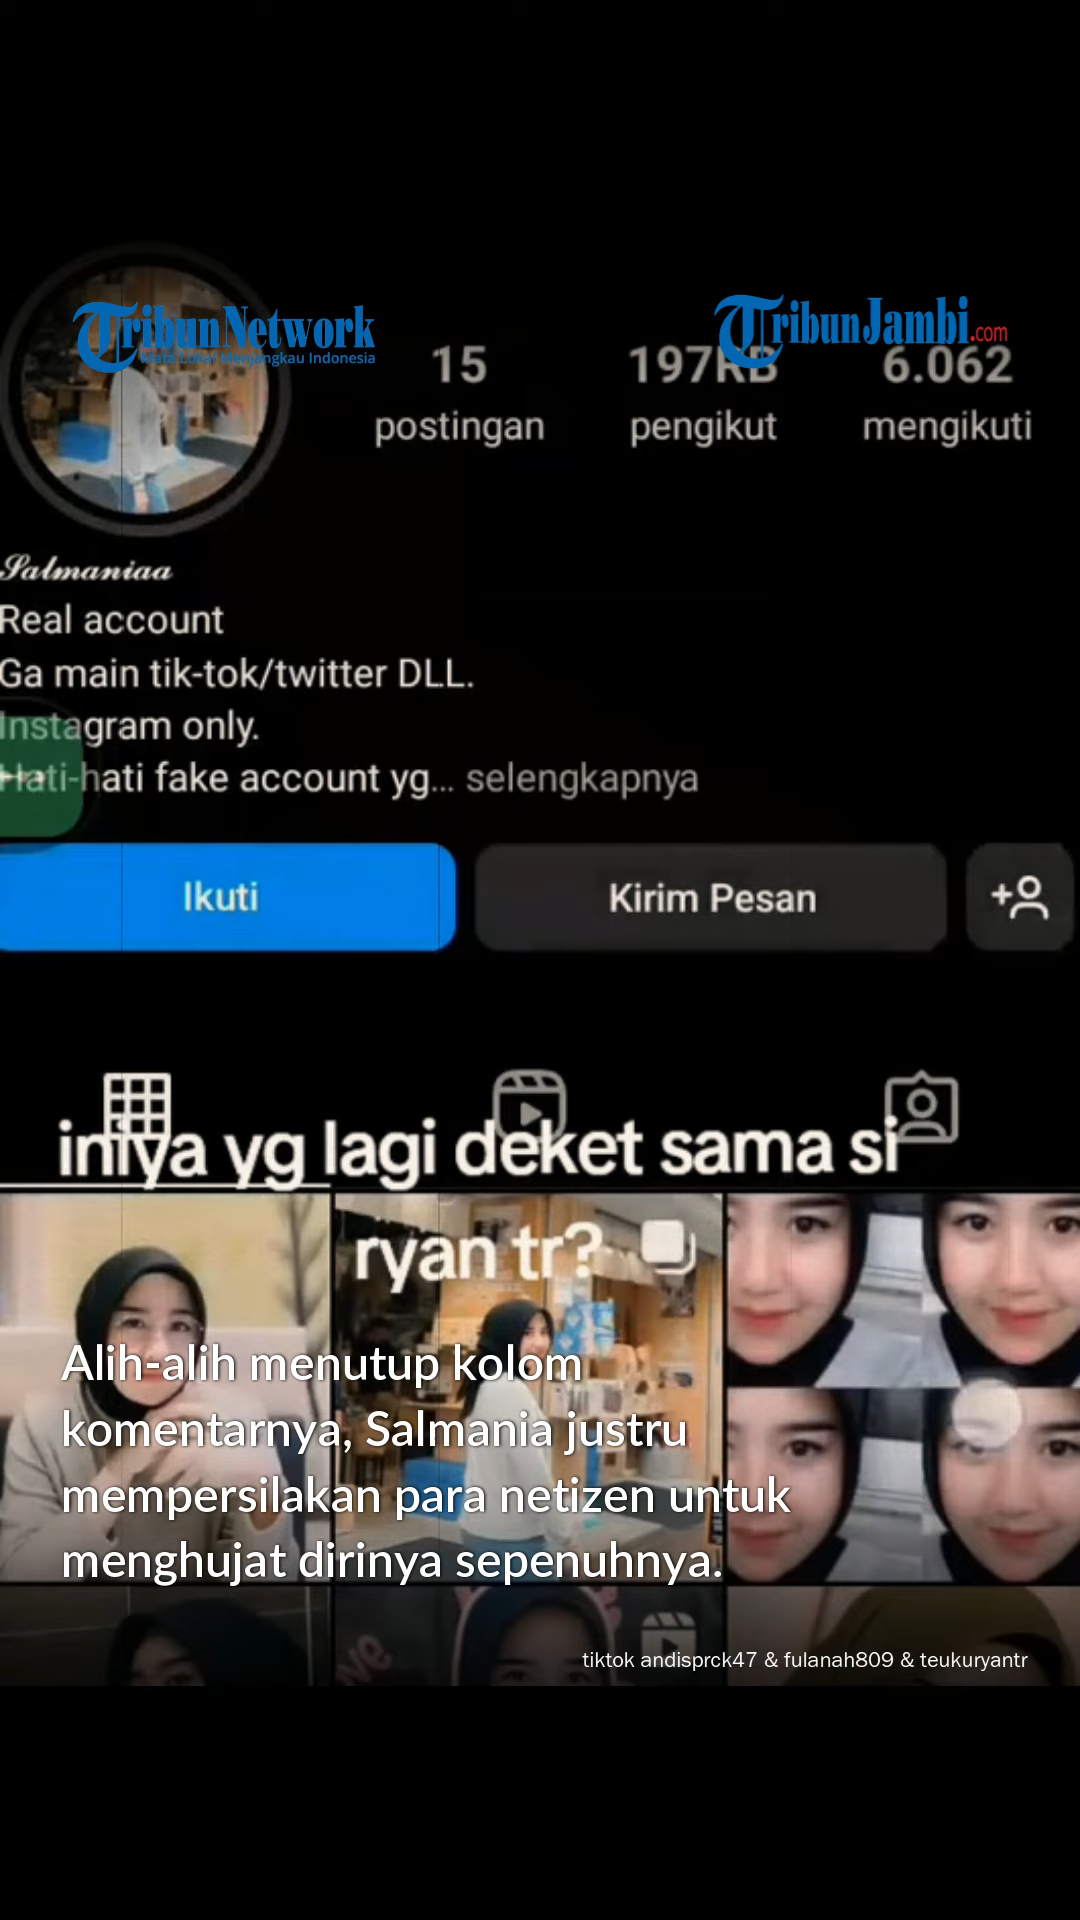 TribunNetwork
Mata Lokal Menjangkau Indonesia
TribunJambi.com
15
197RB
6.062
postingan
pengikut
mengikuti
Salmaniaa
Real account
Ga main tik-tok/twitter DLL.
Instagram only.
Hati-hati fake account yg... selengkapnya
Ikuti
Kirim Pesan
iniya yg lagi deket sama si
ryan tr?
Alih-alih menutup kolom
komentarnya, Salmania justru
mempersilakan para netizen untuk
menghujat dirinya sepenuhnya.
tiktok andisprck47 & fulanah809 & teukuryantr